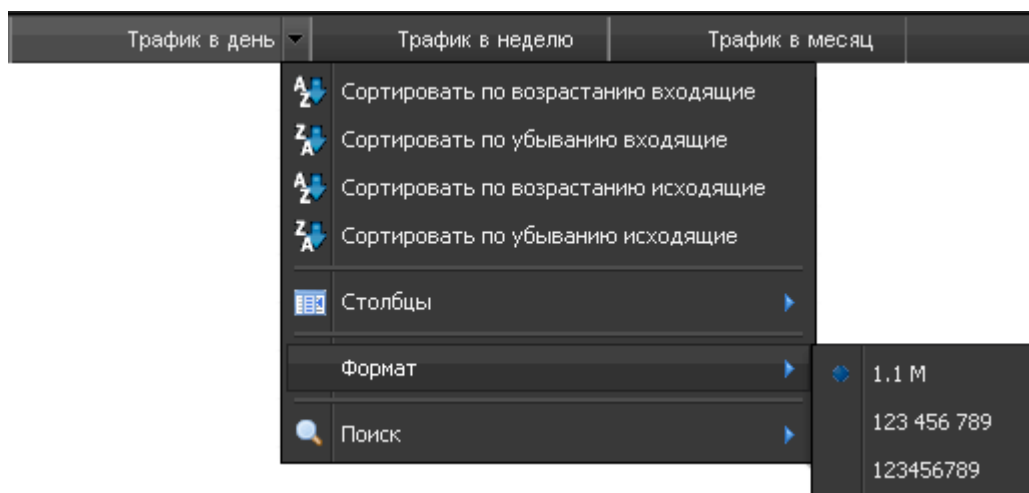 Трафик в день Трафик в неделю Трафик в месяц
Сортировать по возрастанию входящие
Сортировать по убыванию входящие
Сортировать по возрастанию исходящие
Сортировать по убыванию исходящие
Столбцы
Формат
1.1 M
123 456 789
Поиск
123456789